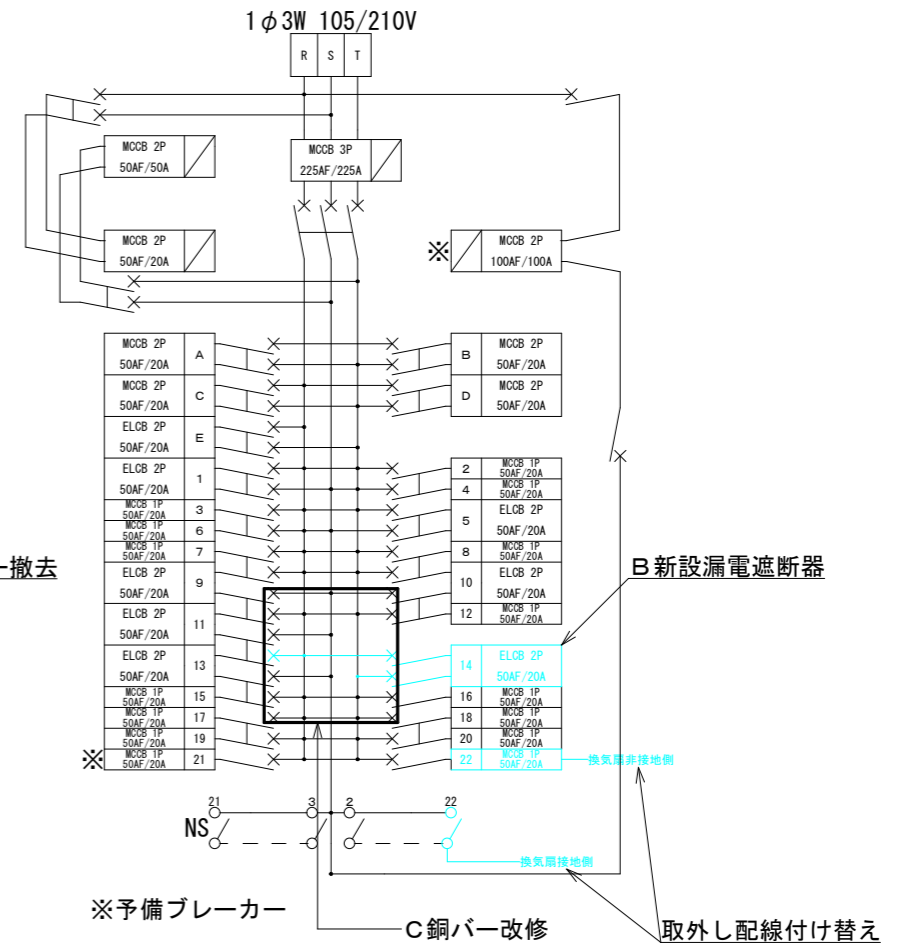 1φ3W 105/210V
R S T
MCCB 2P
50AF/50A
MCCB 3P
225AF/225A
MCCB 2P
50AF/20A
※
MCCB 2P
100AF/100A
MCCB 2P
50AF/20A
A
B
MCCB 2P
50AF/20A
MCCB 2P
50AF/20A
C
D
MCCB 2P
50AF/20A
ELCB 2P
50AF/20A
E
ELCB 2P
50AF/20A
1
2
MCCB 1P
50AF/20A
4
MCCB 1P
50AF/20A
MCCB 1P
50AF/20A
3
5
ELCB 2P
50AF/20A
MCCB 1P
50AF/20A
6
MCCB 1P
50AF/20A
7
8
MCCB 1P
50AF/20A
ー撤去
ELCB 2P
50AF/20A
9
10
ELCB 2P
50AF/20A
B新設漏電遮断器
ELCB 2P
50AF/20A
11
12
MCCB 1P
50AF/20A
ELCB 2P
50AF/20A
13
14
ELCB 2P
50AF/20A
MCCB 1P
50AF/20A
15
16
MCCB 1P
50AF/20A
MCCB 1P
50AF/20A
17
18
MCCB 1P
50AF/20A
MCCB 1P
50AF/20A
19
20
MCCB 1P
50AF/20A
※
MCCB 1P
50AF/20A
21
22
MCCB 1P
50AF/20A
換気扇非接地側
21 3 2 22
NS
換気扇接地側
※予備ブレーカー
C銅バー改修
取外し配線付け替え